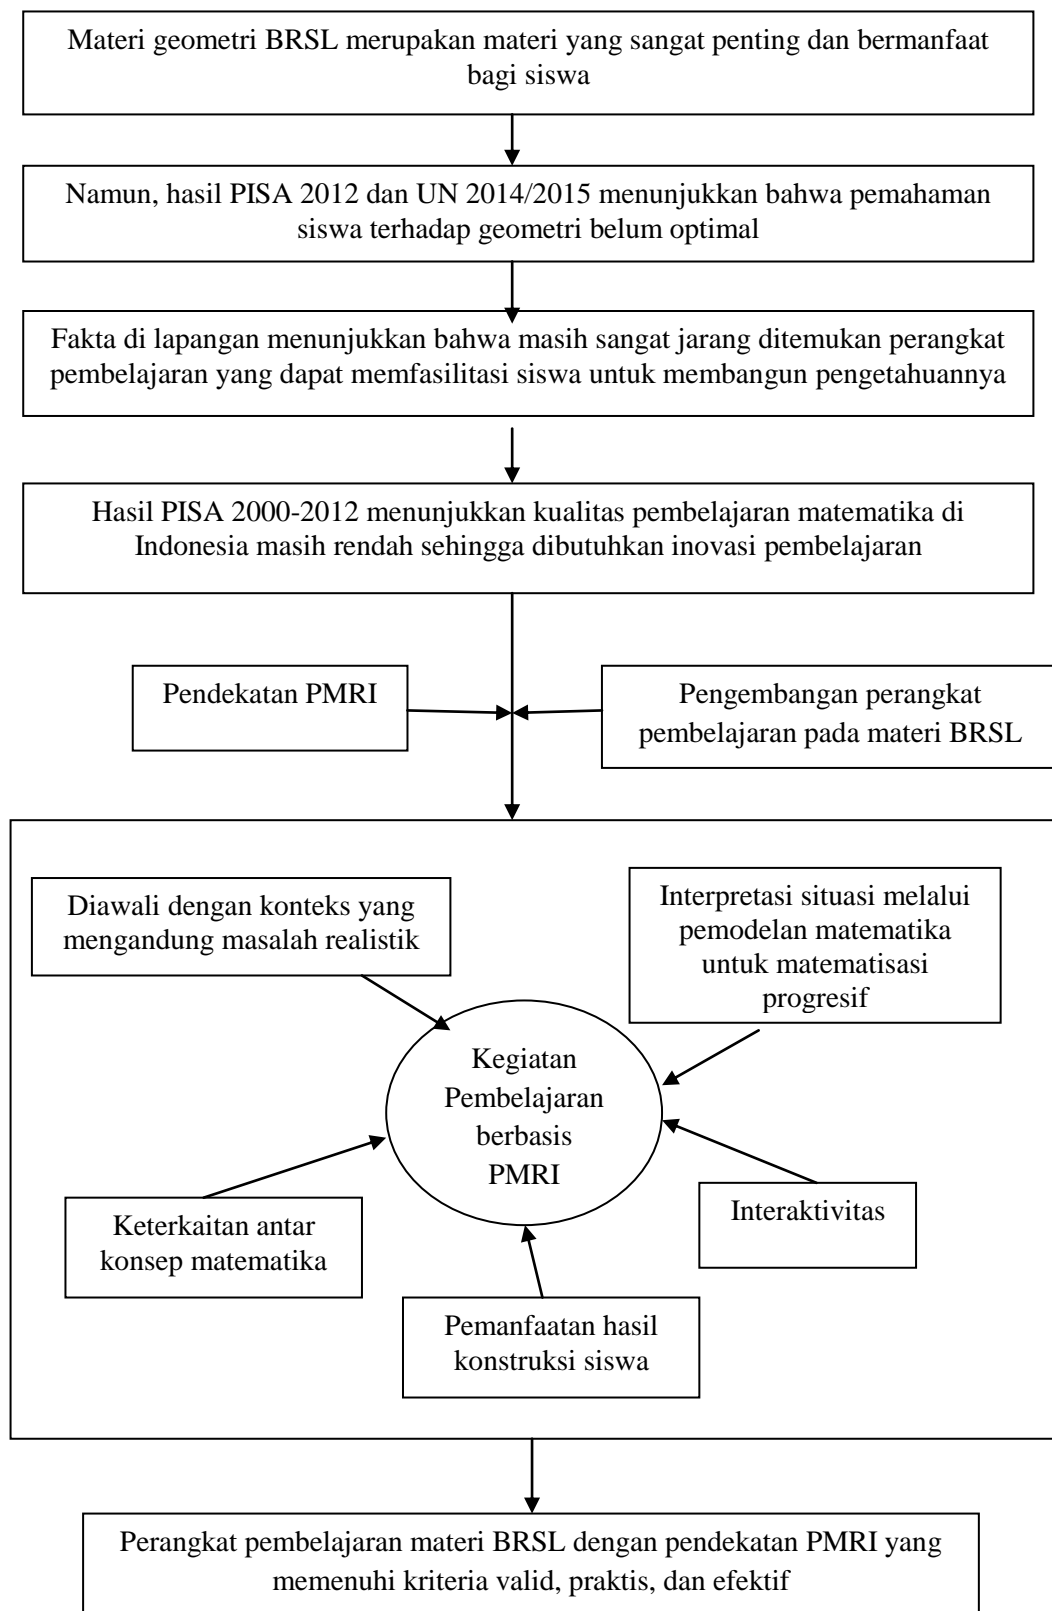 Materi geometri BRSL merupakan materi yang sangat penting dan bermanfaat
bagi siswa
Namun, hasil PISA 2012 dan UN 2014/2015 menunjukkan bahwa pemahaman
siswa terhadap geometri belum optimal
Fakta di lapangan menunjukkan bahwa masih sangat jarang ditemukan perangkat
pembelajaran yang dapat memfasilitasi siswa untuk membangun pengetahuannya
Hasil PISA 2000-2012 menunjukkan kualitas pembelajaran matematika di
Indonesia masih rendah sehingga dibutuhkan inovasi pembelajaran
Pendekatan PMRI
Pengembangan perangkat
pembelajaran pada materi BRSL
Diawali dengan konteks yang
mengandung masalah realistik
Interpretasi situasi melalui
pemodelan matematika
untuk matematisasi
progresif
Kegiatan
Pembelajaran
berbasis
PMRI
Keterkaitan antar
konsep matematika
Interaktivitas
Pemanfaatan hasil
konstruksi siswa
Perangkat pembelajaran materi BRSL dengan pendekatan PMRI yang
memenuhi kriteria valid, praktis, dan efektif